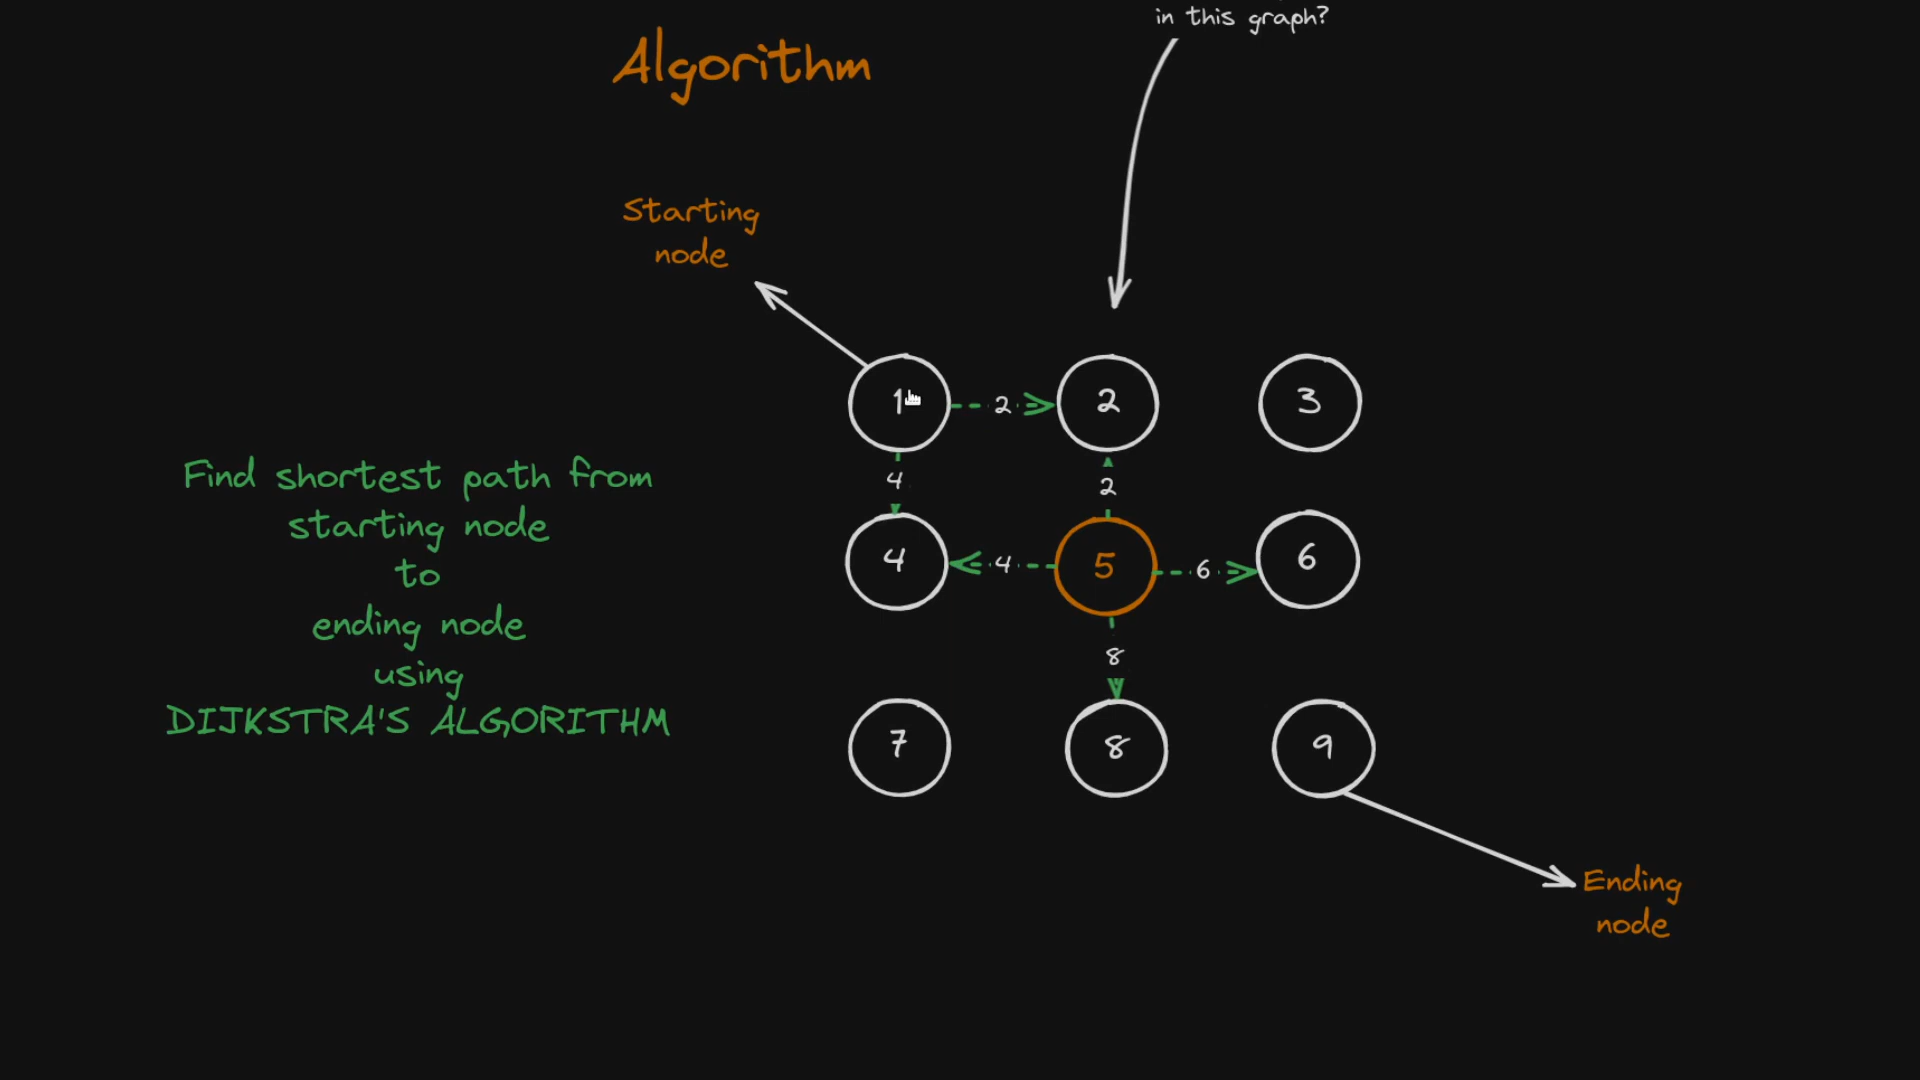 in this graph?
Algorithm
Starting
node
1 2 2 3
4 2
Find shortest path from
starting node
to
ending node
using
DIJKSTRA'S ALGORITHM
4 4 5 6 6
8
7 8 9
Ending
node